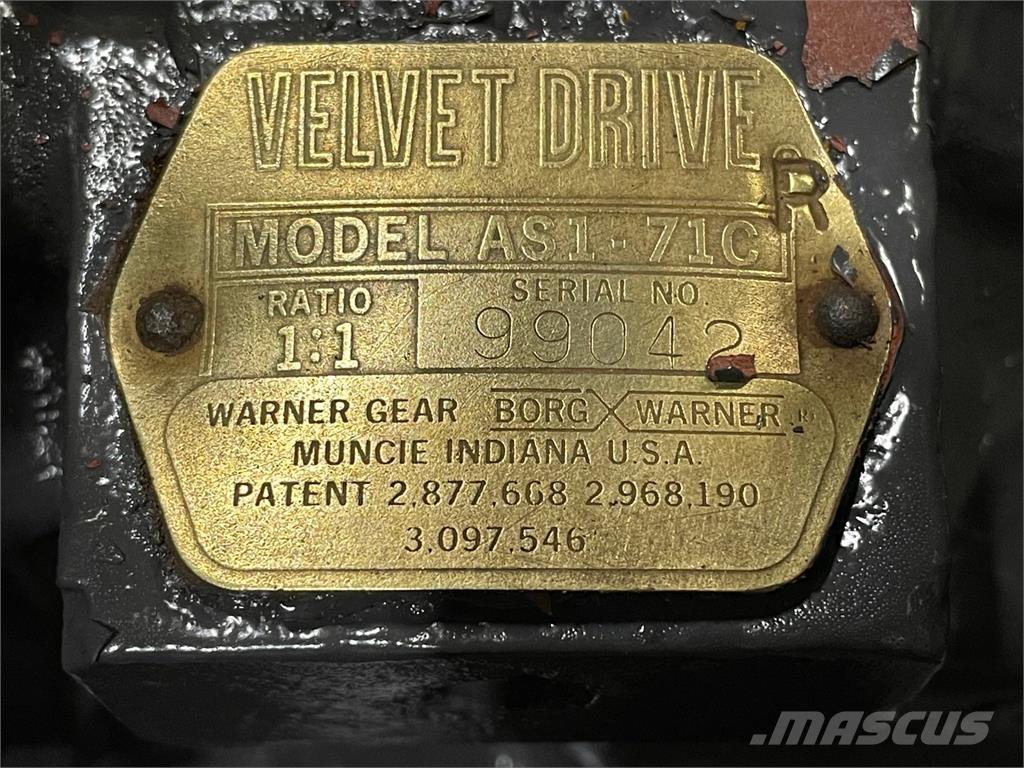 VELVET DRIVE
R
MODEL AS1-71C
RATIO
1:1
SERIAL NO.
99042
WARNER GEAR BORG WARNER ®
MUNCIE INDIANA U.S.A.
PATENT 2,877,668 2,968,190
3,097,546
MASCUS